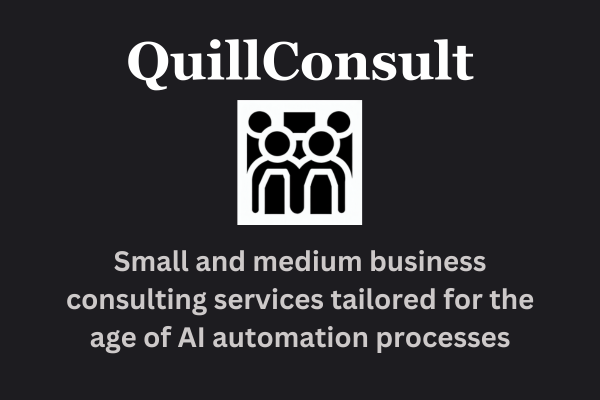 QuillConsult
Small and medium business
consulting services tailored for the
age of AI automation processes